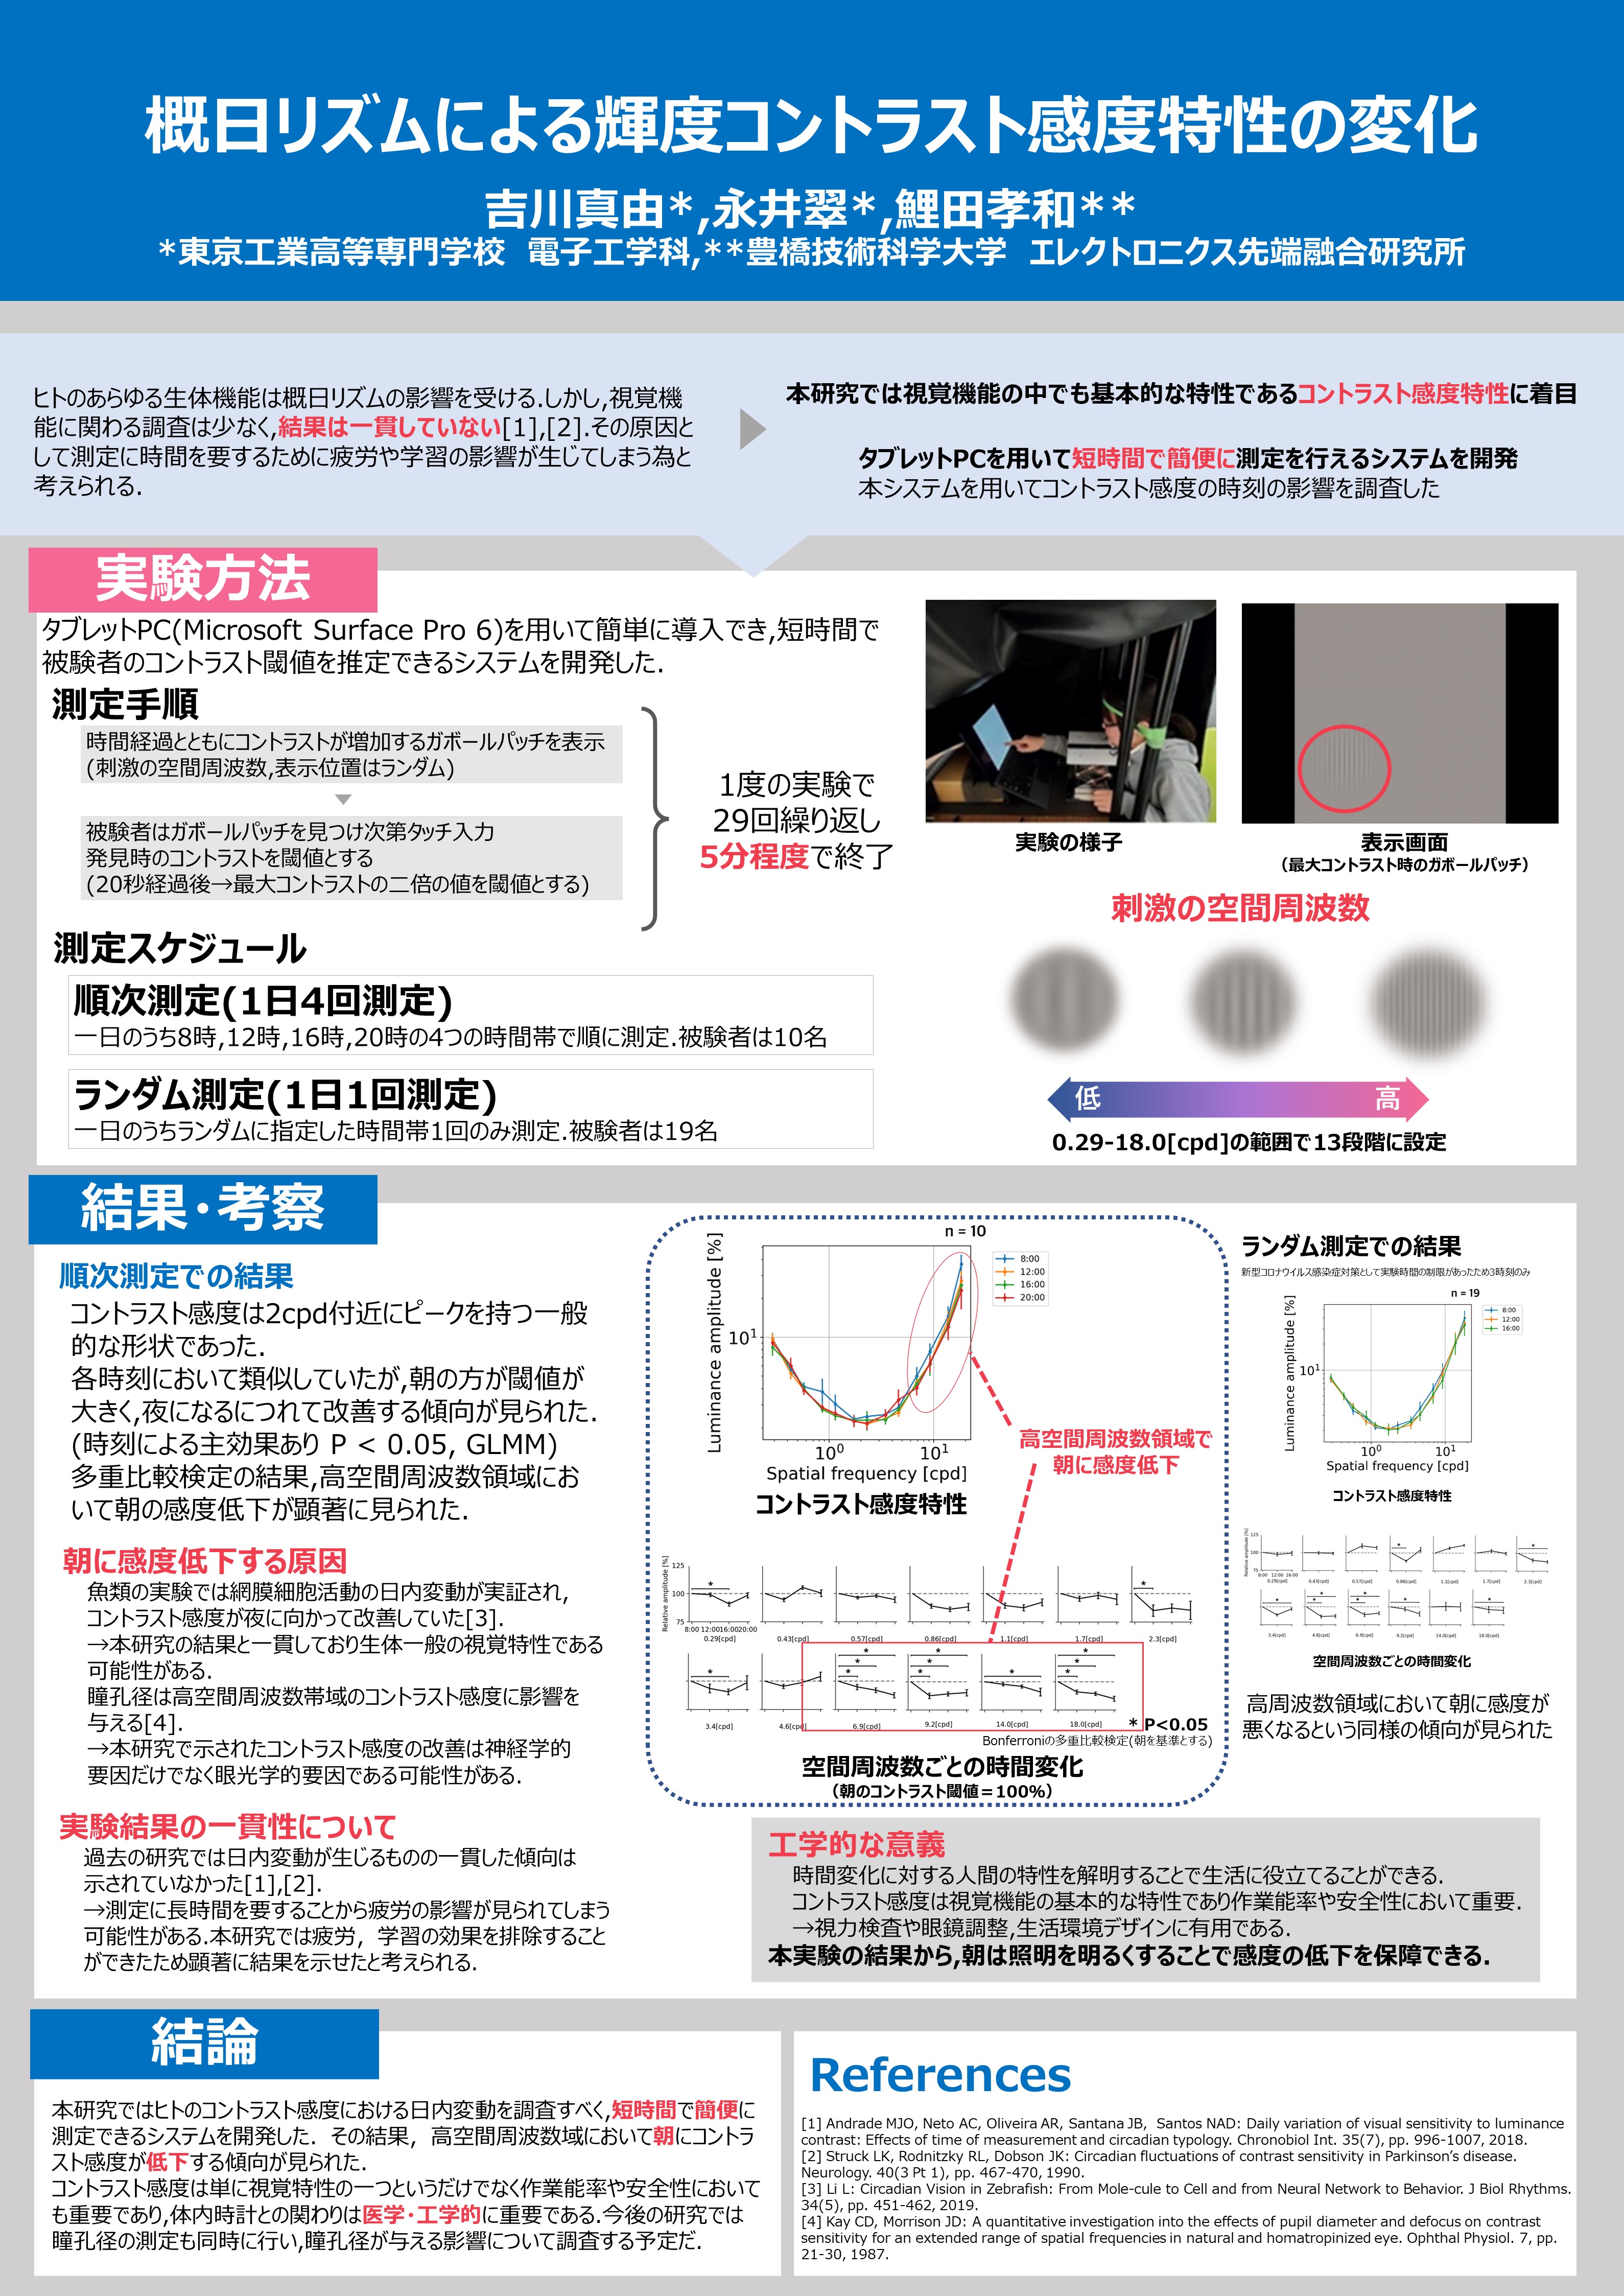 概日リズムによる輝度コントラスト感度特性の変化
吉川真由*,永井翠*,鯉田孝和**
*東京工業高等専門学校　電子工学科,**豊橋技術科学大学　エレクトロニクス先端融合研究所
ヒトのあらゆる生体機能は概日リズムの影響を受ける.しかし,視覚機
能に関わる調査は少なく,結果は一貫していない[1],[2].その原因と
して測定に時間を要するために疲労や学習の影響が生じてしまう為と
考えられる.
本研究では視覚機能の中でも基本的な特性であるコントラスト感度特性に着目
タブレットPCを用いて短時間で簡便に測定を行えるシステムを開発
本システムを用いてコントラスト感度の時刻の影響を調査した
実験方法
タブレットPC(Microsoft Surface Pro 6)を用いて簡単に導入でき,短時間で
被験者のコントラスト閾値を推定できるシステムを開発した.
測定手順
時間経過とともにコントラストが増加するガボールパッチを表示
(刺激の空間周波数,表示位置はランダム)
被験者はガボールパッチを見つけ次第タッチ入力
発見時のコントラストを閾値とする
(20秒経過後→最大コントラストの二倍の値を閾値とする)
1度の実験で
29回繰り返し
5分程度で終了
実験の様子
表示画面
(最大コントラスト時のガボールパッチ)
測定スケジュール
順次測定(1日4回測定)
一日のうち8時,12時,16時,20時の4つの時間帯で順に測定.被験者は10名
ランダム測定(1日1回測定)
一日のうちランダムに指定した時間帯1回のみ測定.被験者は19名
刺激の空間周波数
低
高
0.29-18.0[cpd]の範囲で13段階に設定
結果・考察
順次測定での結果
コントラスト感度は2cpd付近にピークを持つ一般
的な形状であった.
各時刻において類似していたが,朝の方が閾値が
大きく,夜になるにつれて改善する傾向が見られた.
(時刻による主効果あり P < 0.05, GLMM)
多重比較検定の結果,高空間周波数領域にお
いて朝の感度低下が顕著に見られた.
朝に感度低下する原因
魚類の実験では網膜細胞活動の日内変動が実証され,
コントラスト感度が夜に向かって改善していた[3].
→本研究の結果と一貫しており生体一般の視覚特性である
可能性がある.
瞳孔径は高空間周波数帯域のコントラスト感度に影響を
与える[4].
→本研究で示されたコントラスト感度の改善は神経学的
要因だけでなく眼光学的要因である可能性がある.
実験結果の一貫性について
過去の研究では日内変動が生じるものの一貫した傾向は
示されていなかった[1],[2].
→測定に長時間を要することから疲労の影響が見られてしまう
可能性がある.本研究では疲労，学習の効果を排除すること
ができたため顕著に結果を示せたと考えられる.
n = 10
8:00
12:00
16:00
20:00
Luminance amplitude [%]
10¹
10⁰ 10¹
Spatial frequency [cpd]
コントラスト感度特性
高空間周波数領域で
朝に感度低下
Relative amplitude [%]
125
100
75
* *
8:00 12:00 16:00 20:00
0.29[cpd] 0.43[cpd] 0.57[cpd] 0.86[cpd] 1.1[cpd] 1.7[cpd] 2.3[cpd]
3.4[cpd] 4.6[cpd] 6.9[cpd] 9.2[cpd] 14.0[cpd] 18.0[cpd]
* P<0.05
Bonferroniの多重比較検定(朝を基準とする)
空間周波数ごとの時間変化
(朝のコントラスト閾値＝100%)
ランダム測定での結果
新型コロナウイルス感染症対策として実験時間の制限があったため3時刻のみ
n = 19
8:00
12:00
16:00
Luminance amplitude [%]
10¹
10⁰ 10¹
Spatial frequency [cpd]
コントラスト感度特性
Relative amplitude [%]
125
100
75
8:00 12:00 16:00
0.29[cpd] 0.43[cpd] 0.57[cpd] 0.86[cpd] 1.1[cpd] 1.7[cpd] 2.3[cpd]
3.4[cpd] 4.6[cpd] 6.9[cpd] 9.2[cpd] 14.0[cpd] 18.0[cpd]
空間周波数ごとの時間変化
高周波数領域において朝に感度が
悪くなるという同様の傾向が見られた
工学的な意義
時間変化に対する人間の特性を解明することで生活に役立てることができる.
コントラスト感度は視覚機能の基本的な特性であり作業能率や安全性において重要.
→視力検査や眼鏡調整,生活環境デザインに有用である.
本実験の結果から,朝は照明を明るくすることで感度の低下を保障できる.
結論
本研究ではヒトのコントラスト感度における日内変動を調査すべく,短時間で簡便に
測定できるシステムを開発した．その結果，高空間周波数域において朝にコントラ
スト感度が低下する傾向が見られた.
コントラスト感度は単に視覚特性の一つというだけでなく作業能率や安全性において
も重要であり,体内時計との関わりは医学・工学的に重要である.今後の研究では
瞳孔径の測定も同時に行い,瞳孔径が与える影響について調査する予定だ.
References
[1] Andrade MJO, Neto AC, Oliveira AR, Santana JB, Santos NAD: Daily variation of visual sensitivity to luminance
contrast: Effects of time of measurement and circadian typology. Chronobiol Int. 35(7), pp. 996-1007, 2018.
[2] Struck LK, Rodnitzky RL, Dobson JK: Circadian fluctuations of contrast sensitivity in Parkinson's disease.
Neurology. 40(3 Pt 1), pp. 467-470, 1990.
[3] Li L: Circadian Vision in Zebrafish: From Mole-cule to Cell and from Neural Network to Behavior. J Biol Rhythms.
34(5), pp. 451-462, 2019.
[4] Kay CD, Morrison JD: A quantitative investigation into the effects of pupil diameter and defocus on contrast
sensitivity for an extended range of spatial frequencies in natural and homatropinized eye. Ophthal Physiol. 7, pp.
21-30, 1987.